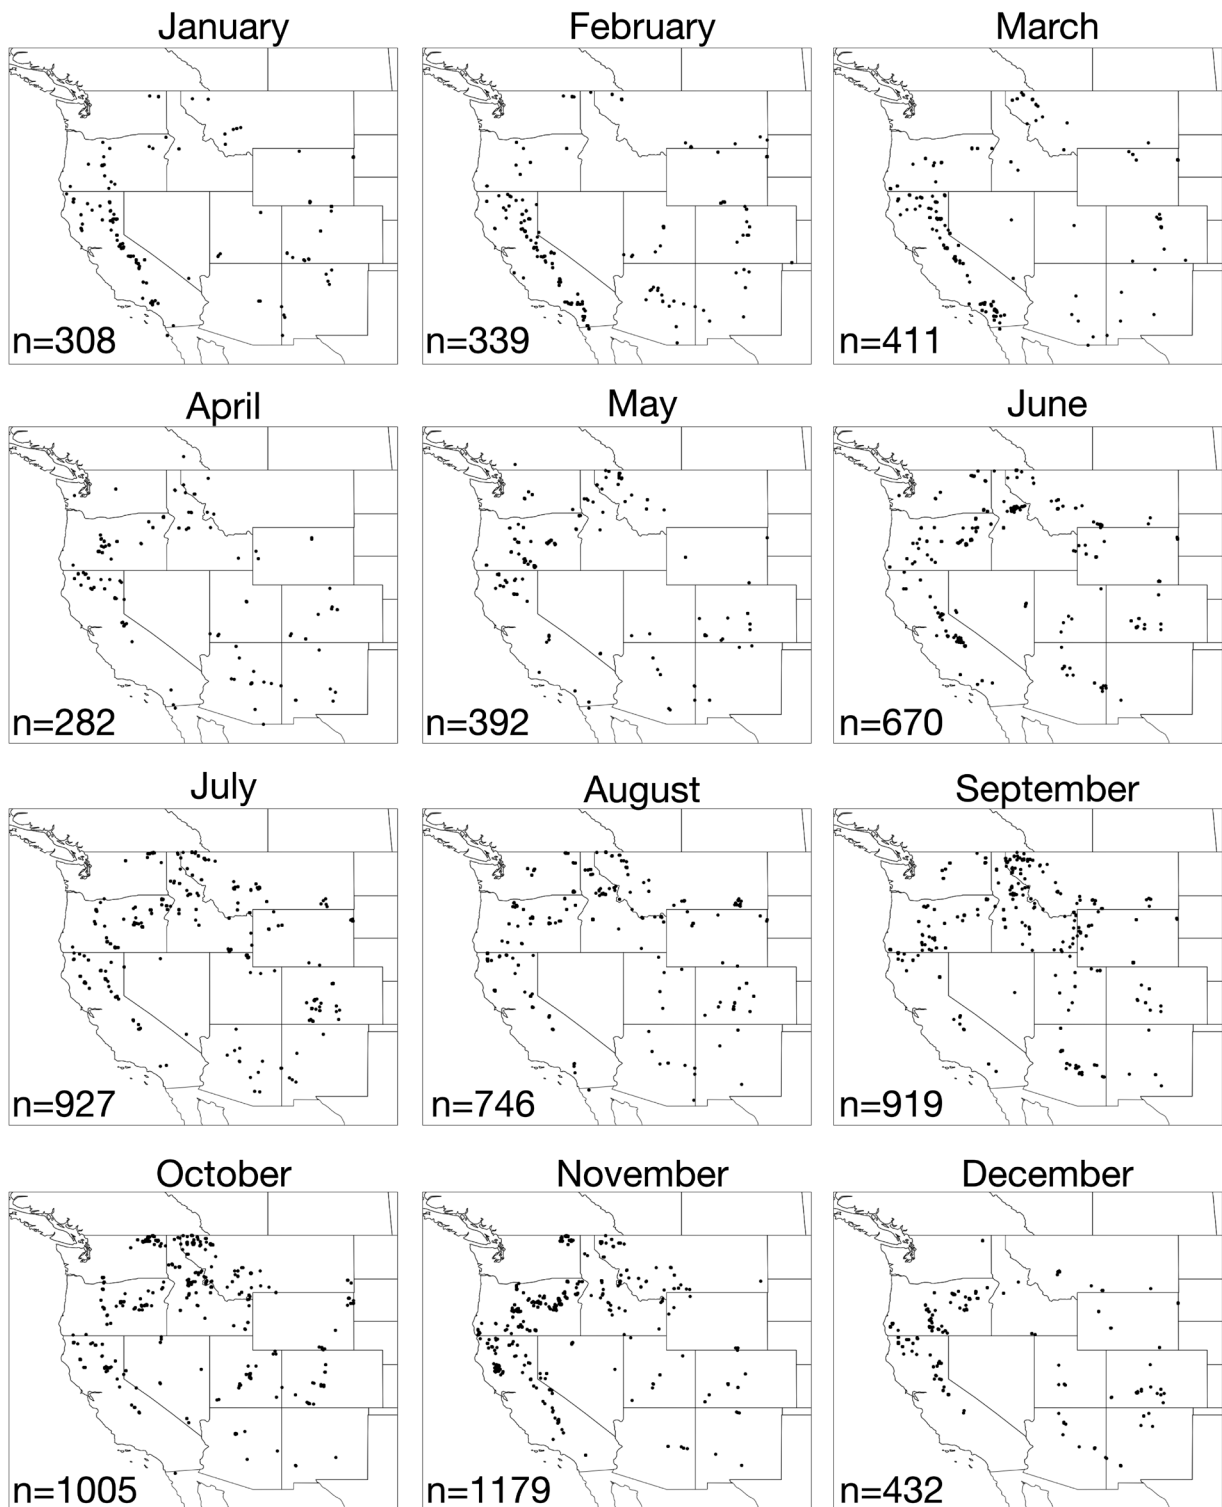 January
February
March
n=308
n=339
n=411
April
May
June
n=282
n=392
n=670
July
August
September
n=927
n=746
n=919
October
November
December
n=1005
n=1179
n=432